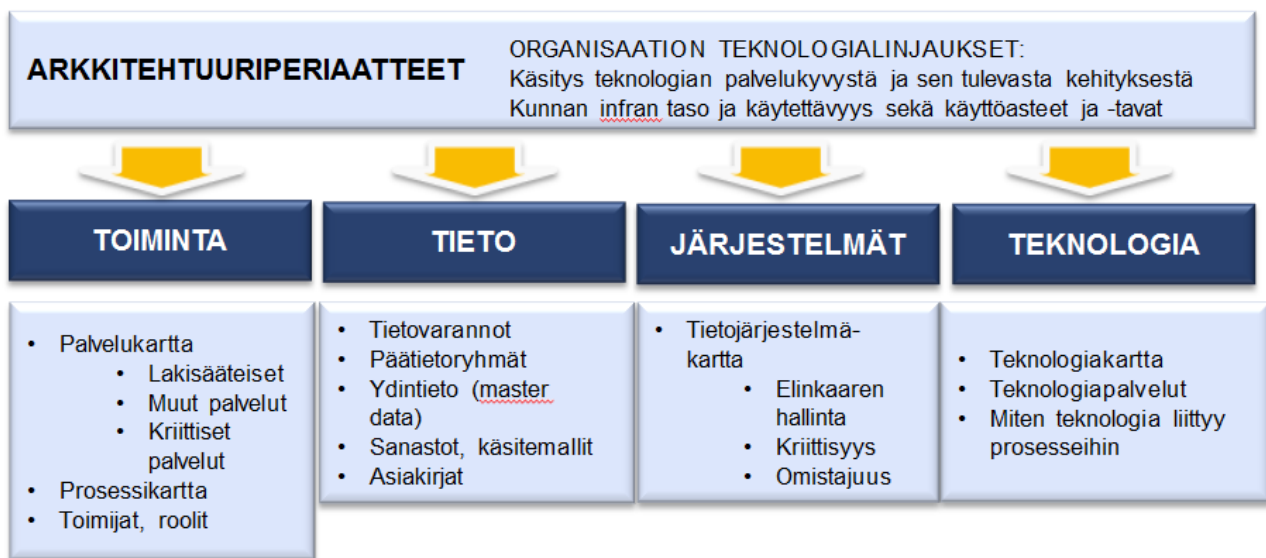 ARKKITEHTUURIPERIAATTEET
ORGANISAATION TEKNOLOGIALINJAUKSET:
Käsitys teknologian palvelukyvystä ja sen tulevasta kehityksestä
Kunnan infran taso ja käytettävyys sekä käyttöasteet ja -tavat
TOIMINTA
• Palvelukartta
• Lakisääteiset
• Muut palvelut
• Kriittiset
palvelut
• Prosessikartta
• Toimijat, roolit
TIETO
• Tietovarannot
• Päätietoryhmät
• Ydintieto (master
data)
• Sanastot, käsitemallit
• Asiakirjat
JÄRJESTELMÄT
• Tietojärjestelmä-
kartta
• Elinkaaren
hallinta
• Kriittisyys
• Omistajuus
TEKNOLOGIA
• Teknologiakartta
• Teknologiapalvelut
• Miten teknologia liittyy
prosesseihin